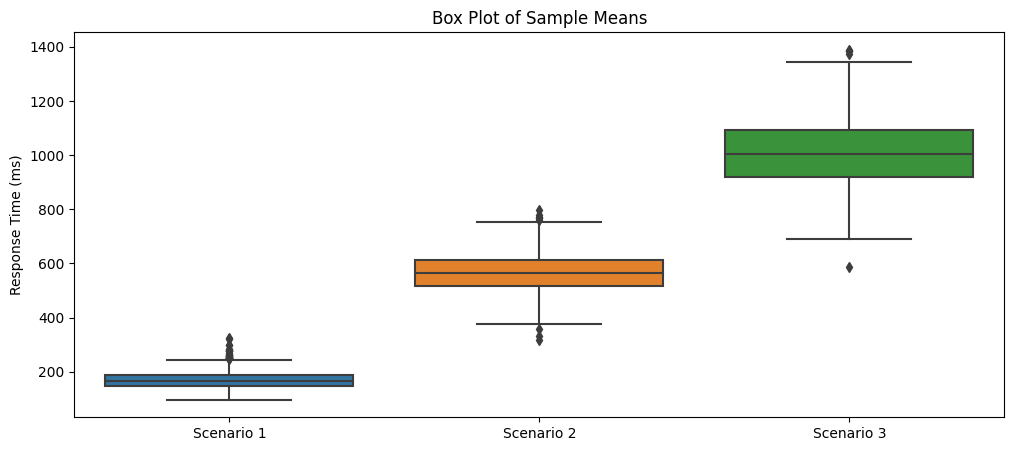 Box Plot of Sample Means
Response Time (ms)
1400
1200
1000
800
600
400
200
Scenario 1
Scenario 2
Scenario 3